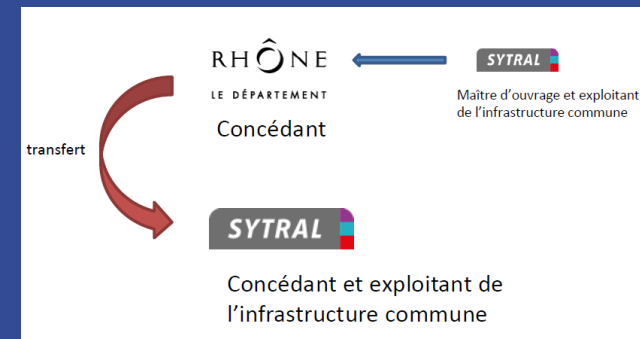 RHÔNE
LE DÉPARTEMENT
Concédant
SYTRAL
Maître d'ouvrage et exploitant
de l'infrastructure commune
transfert
SYTRAL
Concédant et exploitant de
l'infrastructure commune